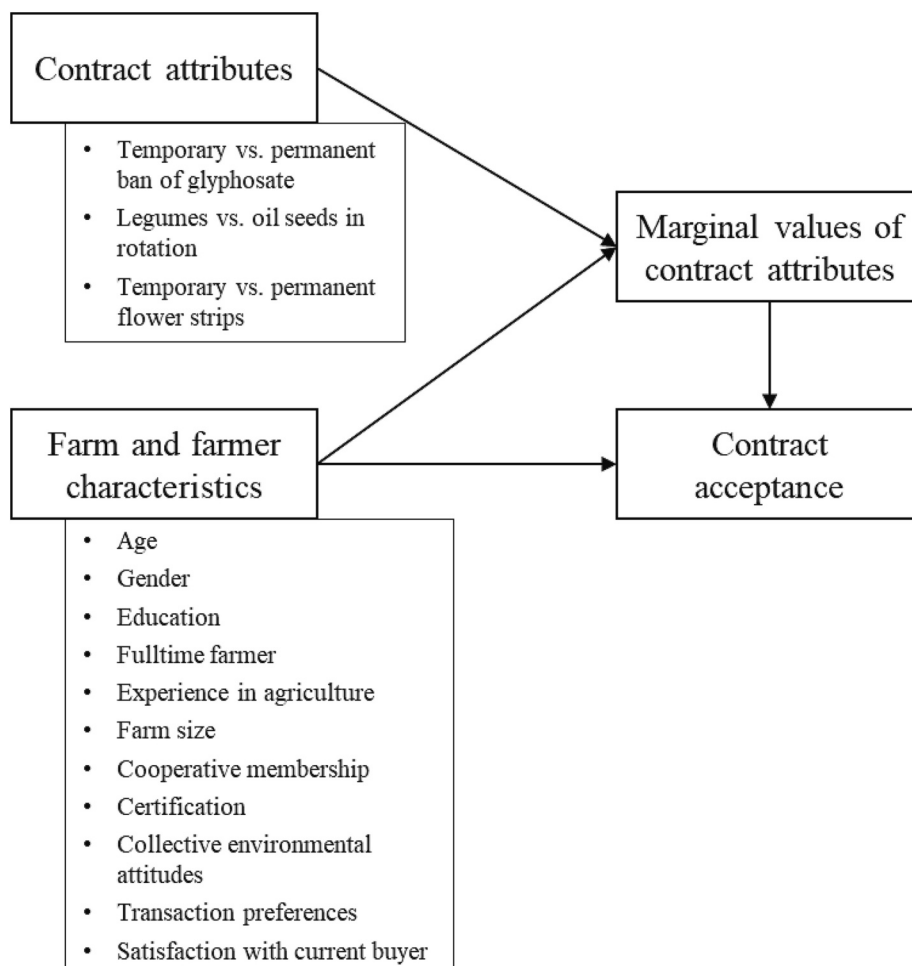 Contract attributes
• Temporary vs. permanent
ban of glyphosate
• Legumes vs. oil seeds in
rotation
• Temporary vs. permanent
flower strips
Marginal values of
contract attributes
Farm and farmer
characteristics
Contract
acceptance
• Age
• Gender
• Education
• Fulltime farmer
• Experience in agriculture
• Farm size
• Cooperative membership
• Certification
• Collective environmental
attitudes
• Transaction preferences
• Satisfaction with current buyer